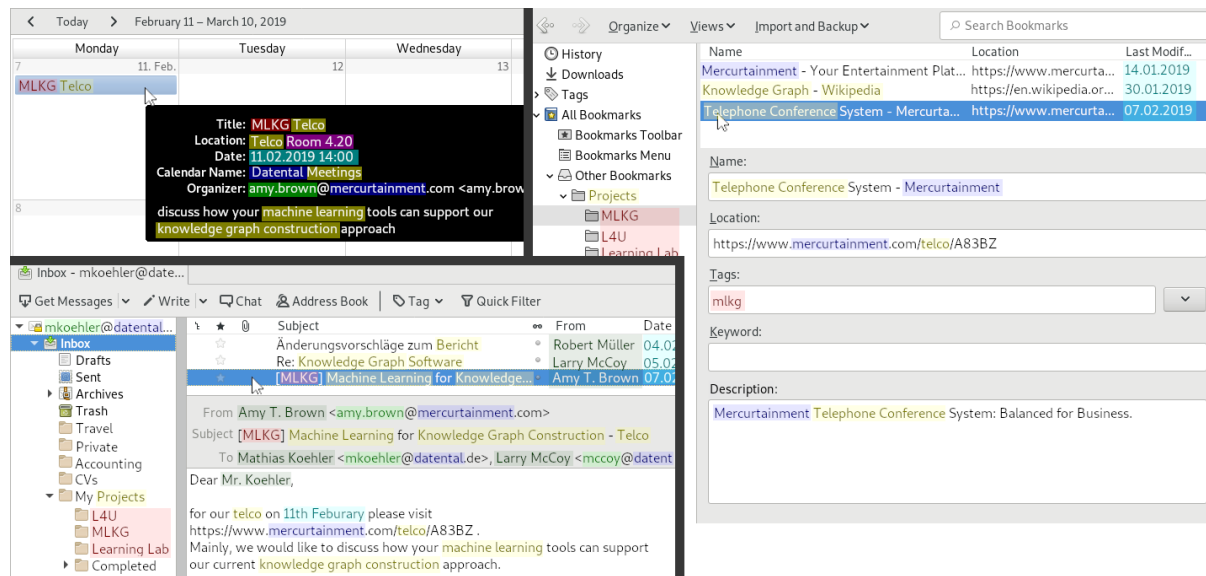 Today February 11 – March 10, 2019
Monday Tuesday Wednesday
7 11. Feb. 12 13
MLKG Telco
Title: MLKG Telco
Location: Telco Room 4.20
Date: 11.02.2019 14:00
Calendar Name: Datental Meetings
Organizer: amy.brown@mercurtainment.com <amy.brow
discuss how your machine learning tools can support our
knowledge graph construction approach
8
Organize Views Import and Backup Search Bookmarks
History
Downloads
Tags
All Bookmarks
Bookmarks Toolbar
Bookmarks Menu
Other Bookmarks
Projects
MLKG
L4U
Learning Lab
Name Location Last Modif...
Mercurtainment - Your Entertainment Plat... https://www.mercurta... 14.01.2019
Knowledge Graph - Wikipedia https://en.wikipedia.or... 30.01.2019
Telephone Conference System - Mercurta... https://www.mercurta... 07.02.2019
Name:
Telephone Conference System - Mercurtainment
Location:
https://www.mercurtainment.com/telco/A83BZ
Tags:
mlkg
Keyword:
Description:
Mercurtainment Telephone Conference System: Balanced for Business.
Inbox - mkoehler@date...
Get Messages Write Chat Address Book Tag Quick Filter
mkoehler@datental...
Inbox
Drafts
Sent
Archives
Trash
Travel
Private
Accounting
CVs
My Projects
L4U
MLKG
Learning Lab
Completed
Subject From Date
Änderungsvorschläge zum Bericht Robert Müller 04.02
Re: Knowledge Graph Software Larry McCoy 05.02
[MLKG] Machine Learning for Knowledge... Amy T. Brown 07.02
From Amy T. Brown <amy.brown@mercurtainment.com>
Subject [MLKG] Machine Learning for Knowledge Graph Construction - Telco
To Mathias Koehler <mkoehler@datental.de>, Larry McCoy <mccoy@datent
Dear Mr. Koehler,
for our telco on 11th Feburary please visit
https://www.mercurtainment.com/telco/A83BZ .
Mainly, we would like to discuss how your machine learning tools can support
our current knowledge graph construction approach.